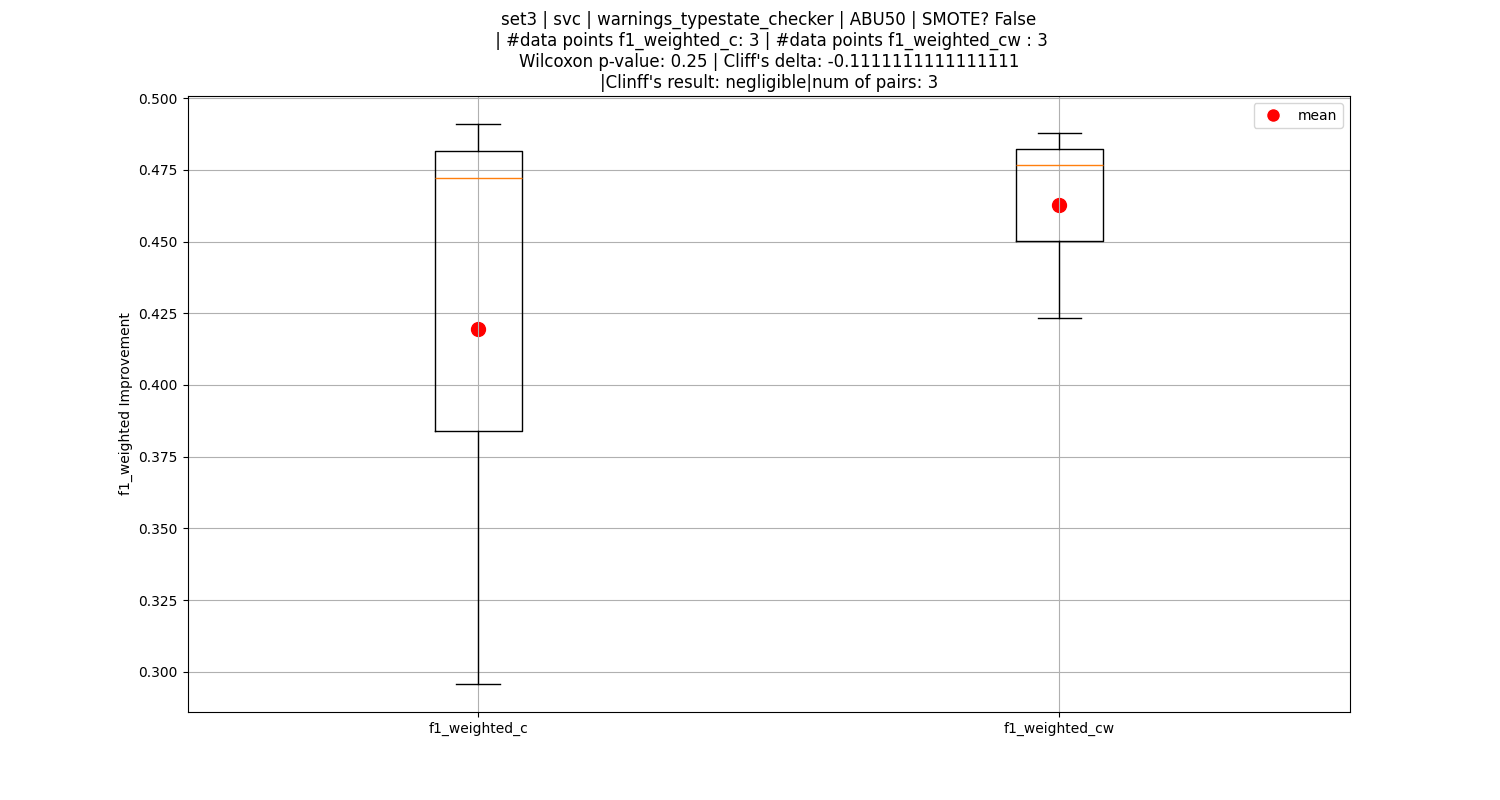 set3 | svc | warnings_typestate_checker | ABU50 | SMOTE? False
| #data points f1_weighted_c: 3 | #data points f1_weighted_cw : 3
Wilcoxon p-value: 0.25 | Cliff's delta: -0.1111111111111111
|Clinff's result: negligible|num of pairs: 3
mean
0.500
0.475
0.450
0.425
0.400
0.375
0.350
0.325
0.300
f1_weighted Improvement
f1_weighted_c
f1_weighted_cw